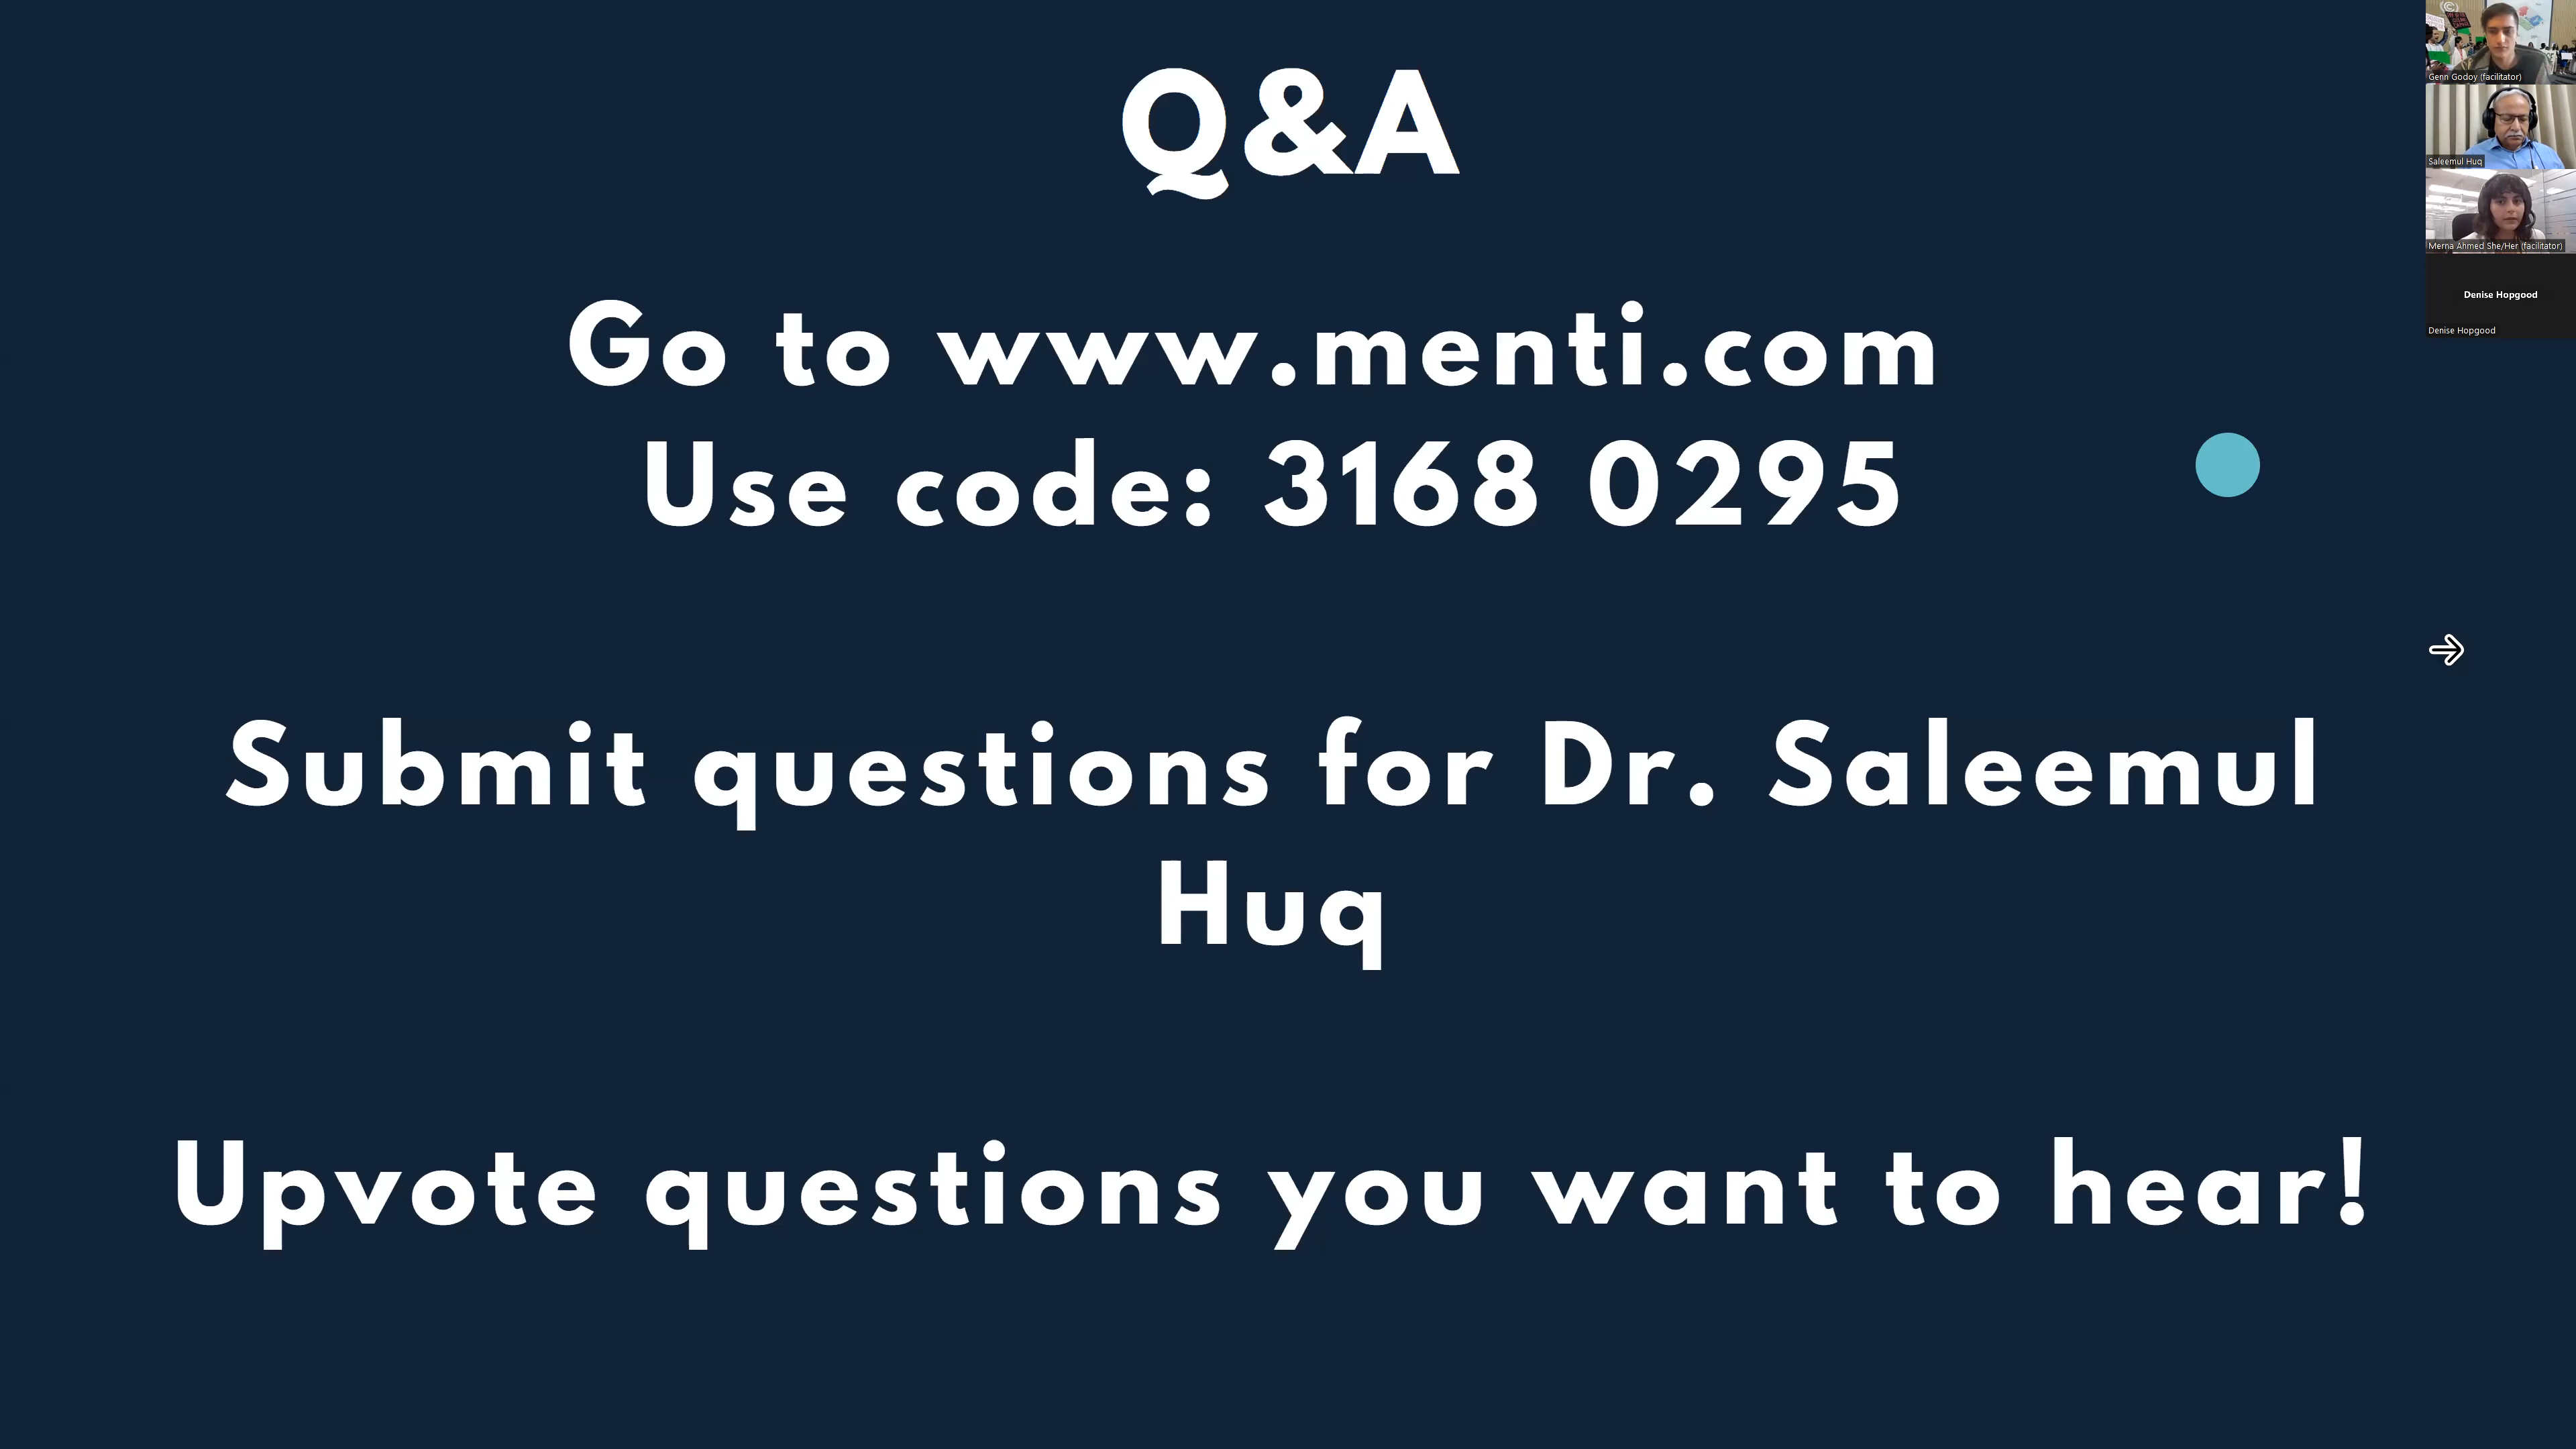 Q&A
Go to www.menti.com
Use code: 3168 0295
Submit questions for Dr. Saleemul
Huq
Upvote questions you want to hear!
Genn Godoy (facilitator)
Saleemul Huq
Merna Ahmed She/Her (facilitator)
Denise Hopgood
Denise Hopgood